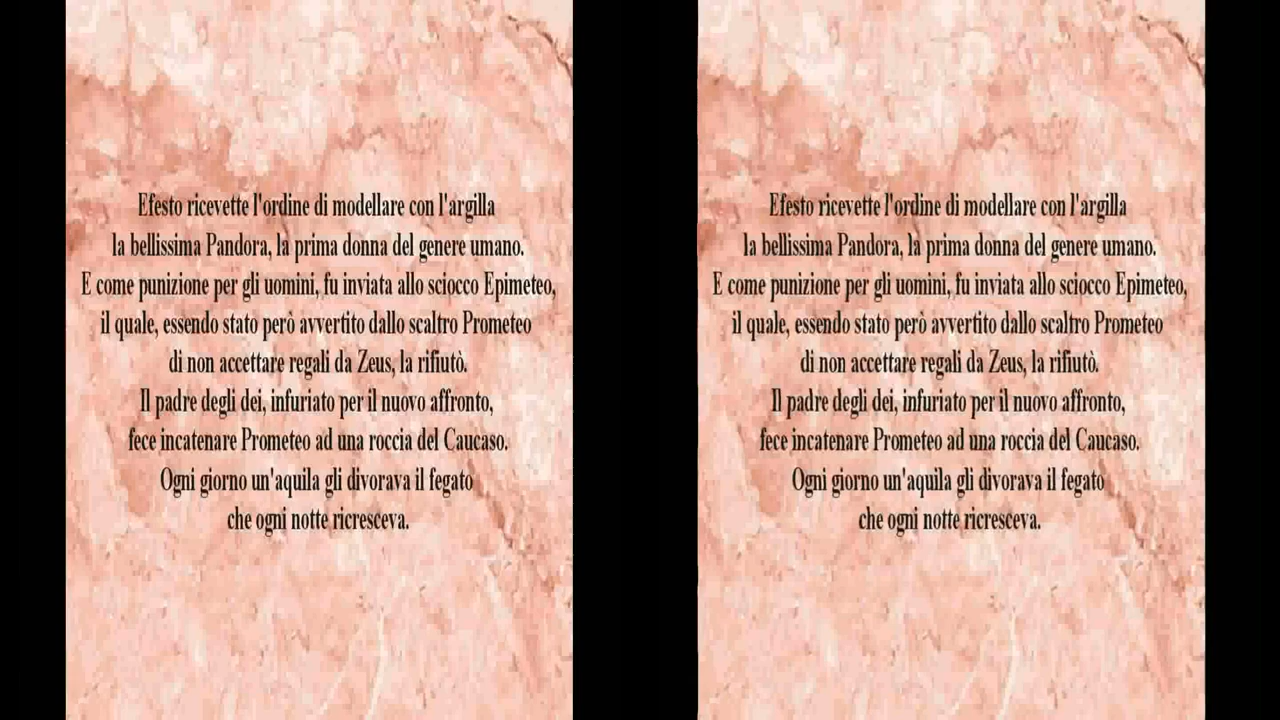 Efesto ricevette l'ordine di modellare con l'argilla
la bellissima Pandora, la prima donna del genere umano.
E come punizione per gli uomini, fu inviata allo sciocco Epimeteo,
il quale, essendo stato però avvertito dallo scaltro Prometeo
di non accettare regali da Zeus, la rifiutò.
Il padre degli dei, infuriato per il nuovo affronto,
fece incatenare Prometeo ad una roccia del Caucaso.
Ogni giorno un'aquila gli divorava il fegato
che ogni notte ricresceva.
Efesto ricevette l'ordine di modellare con l'argilla
la bellissima Pandora, la prima donna del genere umano.
E come punizione per gli uomini, fu inviata allo sciocco Epimeteo,
il quale, essendo stato però avvertito dallo scaltro Prometeo
di non accettare regali da Zeus, la rifiutò.
Il padre degli dei, infuriato per il nuovo affronto,
fece incatenare Prometeo ad una roccia del Caucaso.
Ogni giorno un'aquila gli divorava il fegato
che ogni notte ricresceva.